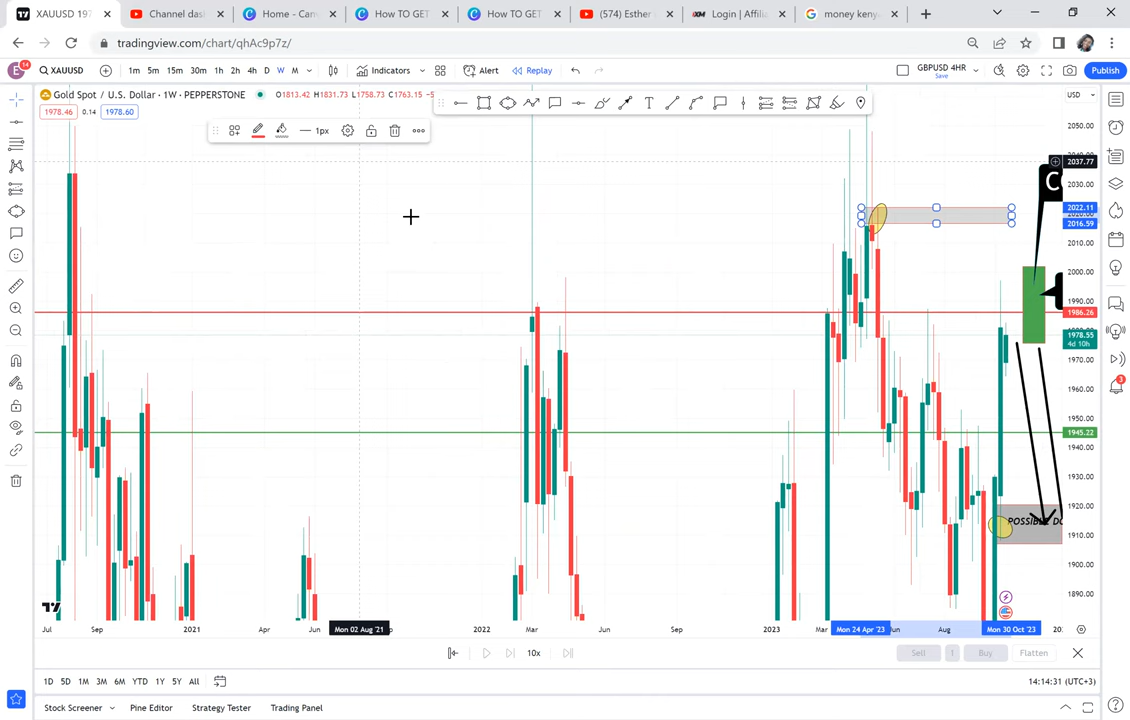 Channel das
Home - Can
How TO GET
How TO GET
(574) Esther
Login | Affilia
money keny
tradingview.com/chart/qhAc9p7z/
E 14 XAUUSD 1m 5m 15m 30m 1h 2h 4h D W M Indicators Alert Replay GBPUSD 4HR Save Publish
Gold Spot / U.S. Dollar · 1W · PEPPERSTONE O1813.42 H1831.73 L1758.73 C1763.15 USD
1978.46 0.14 1978.60
1px
2050.00
2037.77
2030.00
2022.11
2016.59
2010.00
2000.00
1990.00
1986.26
1978.55
4d 10h
1970.00
1960.00
1950.00
1945.22
1930.00
1920.00
POSSIBLE DO
1910.00
1900.00
1890.00
Jul Sep 2021 Apr Jun Mon 02 Aug '21 2022 Mar Jun Sep 2023 Mar Mon 24 Apr '23 Jun Aug Mon 30 Oct '23
10x Sell 1 Buy Flatten
1D 5D 1M 3M 6M YTD 1Y 5Y All 14:14:31 (UTC+3)
Stock Screener Pine Editor Strategy Tester Trading Panel